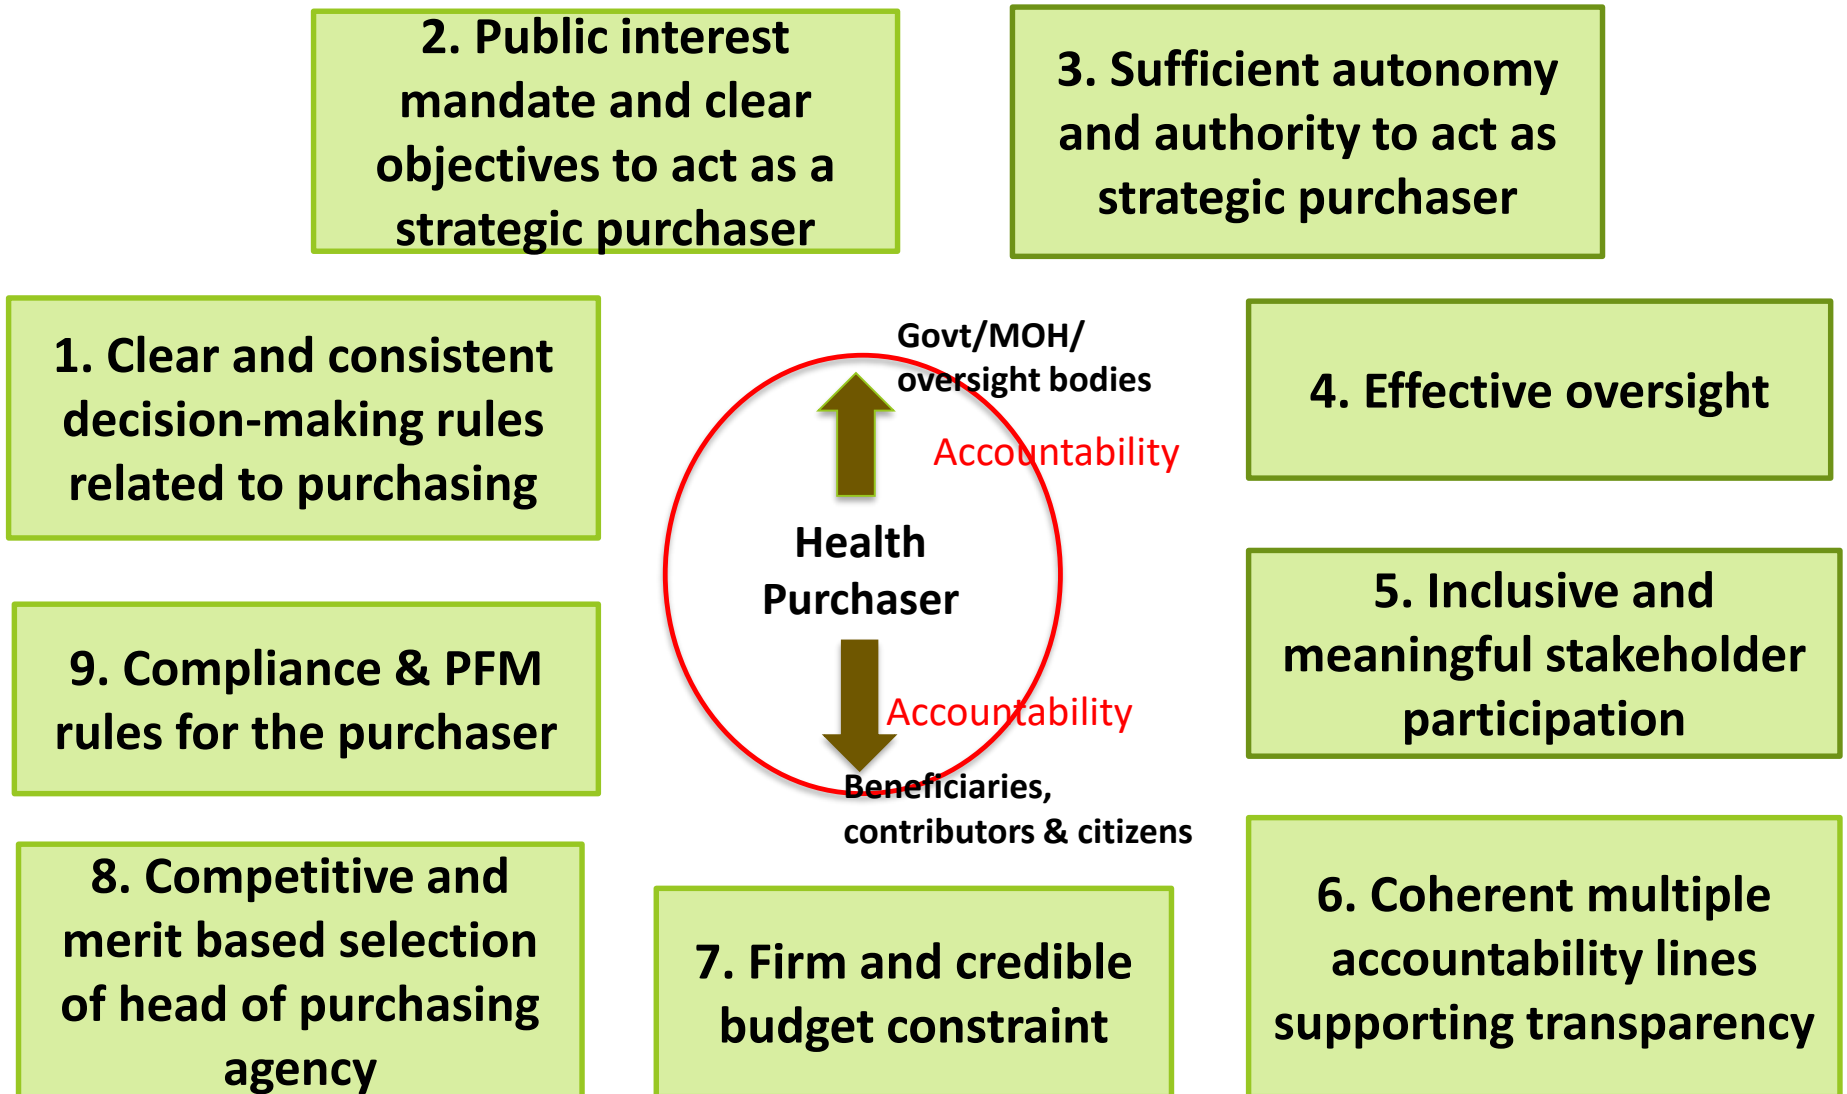 2. Public interest
mandate and clear
objectives to act as a
strategic purchaser
3. Sufficient autonomy
and authority to act as
strategic purchaser
1. Clear and consistent
decision-making rules
related to purchasing
Govt/MOH/
oversight bodies
Accountability
4. Effective oversight
Health
Purchaser
5. Inclusive and
meaningful stakeholder
participation
9. Compliance & PFM
rules for the purchaser
Accountability
Beneficiaries,
contributors & citizens
8. Competitive and
merit based selection
of head of purchasing
agency
7. Firm and credible
budget constraint
6. Coherent multiple
accountability lines
supporting transparency